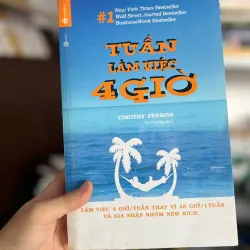 #1
New York Times Bestseller
Wall Street Journal Bestseller
BusinessWeek Bestseller
TUẦN
LÀM VIỆC
4 GIỜ
TIMOTHY FERRISS
LÀM VIỆC 4 GIỜ/TUẦN THAY VÌ 48 GIỜ/1 TUẦN
VÀ GIA NHẬP NHÓM NEW RICH